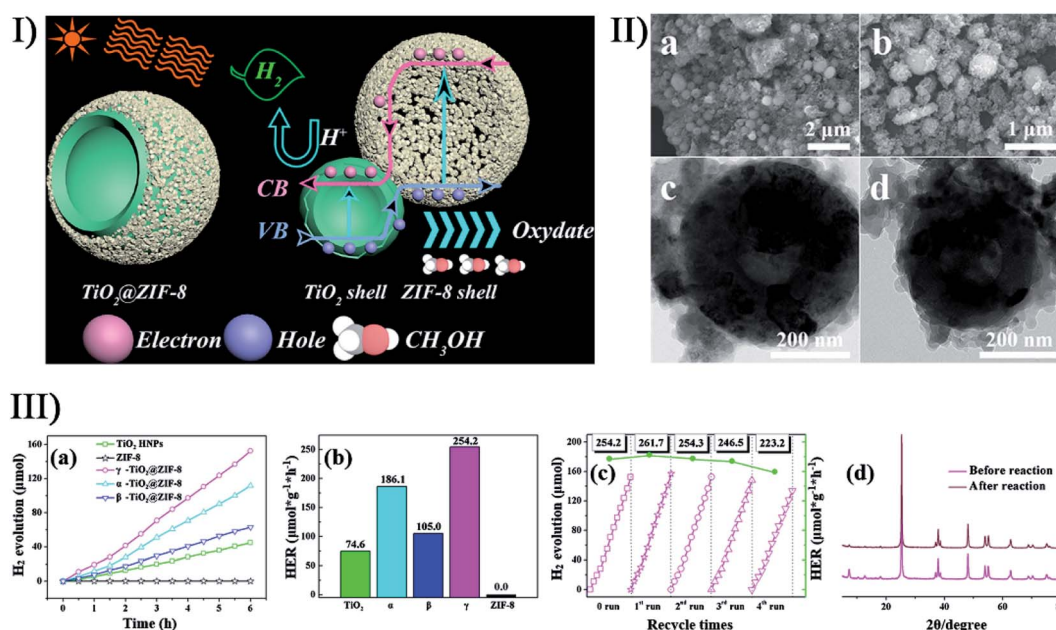 I)
H₂
H⁺
CB
VB
Oxydate
TiO₂@ZIF-8
TiO₂ shell ZIF-8 shell
Electron Hole CH₃OH
II)
a
2 μm
b
1 μm
c
200 nm
d
200 nm
III)
(a)
TiO₂ HNPs
ZIF-8
γ -TiO₂@ZIF-8
α -TiO₂@ZIF-8
β -TiO₂@ZIF-8
H₂ evolution (μmol)
160
120
80
40
0
0 1 2 3 4 5 6
Time (h)
(b)
HER (μmol*g⁻¹*h⁻¹)
250
200
150
100
50
0
74.6
186.1
105.0
254.2
0.0
TiO₂ α β γ ZIF-8
(c)
254.2 261.7 254.3 246.5 223.2
H₂ evolution (μmol)
200
160
120
80
40
0
0 run 1st run 2nd run 3rd run 4th run
Recycle times
HER (μmol*g⁻¹*h⁻¹)
(d)
Before reaction
After reaction
20 40 60
2θ/degree